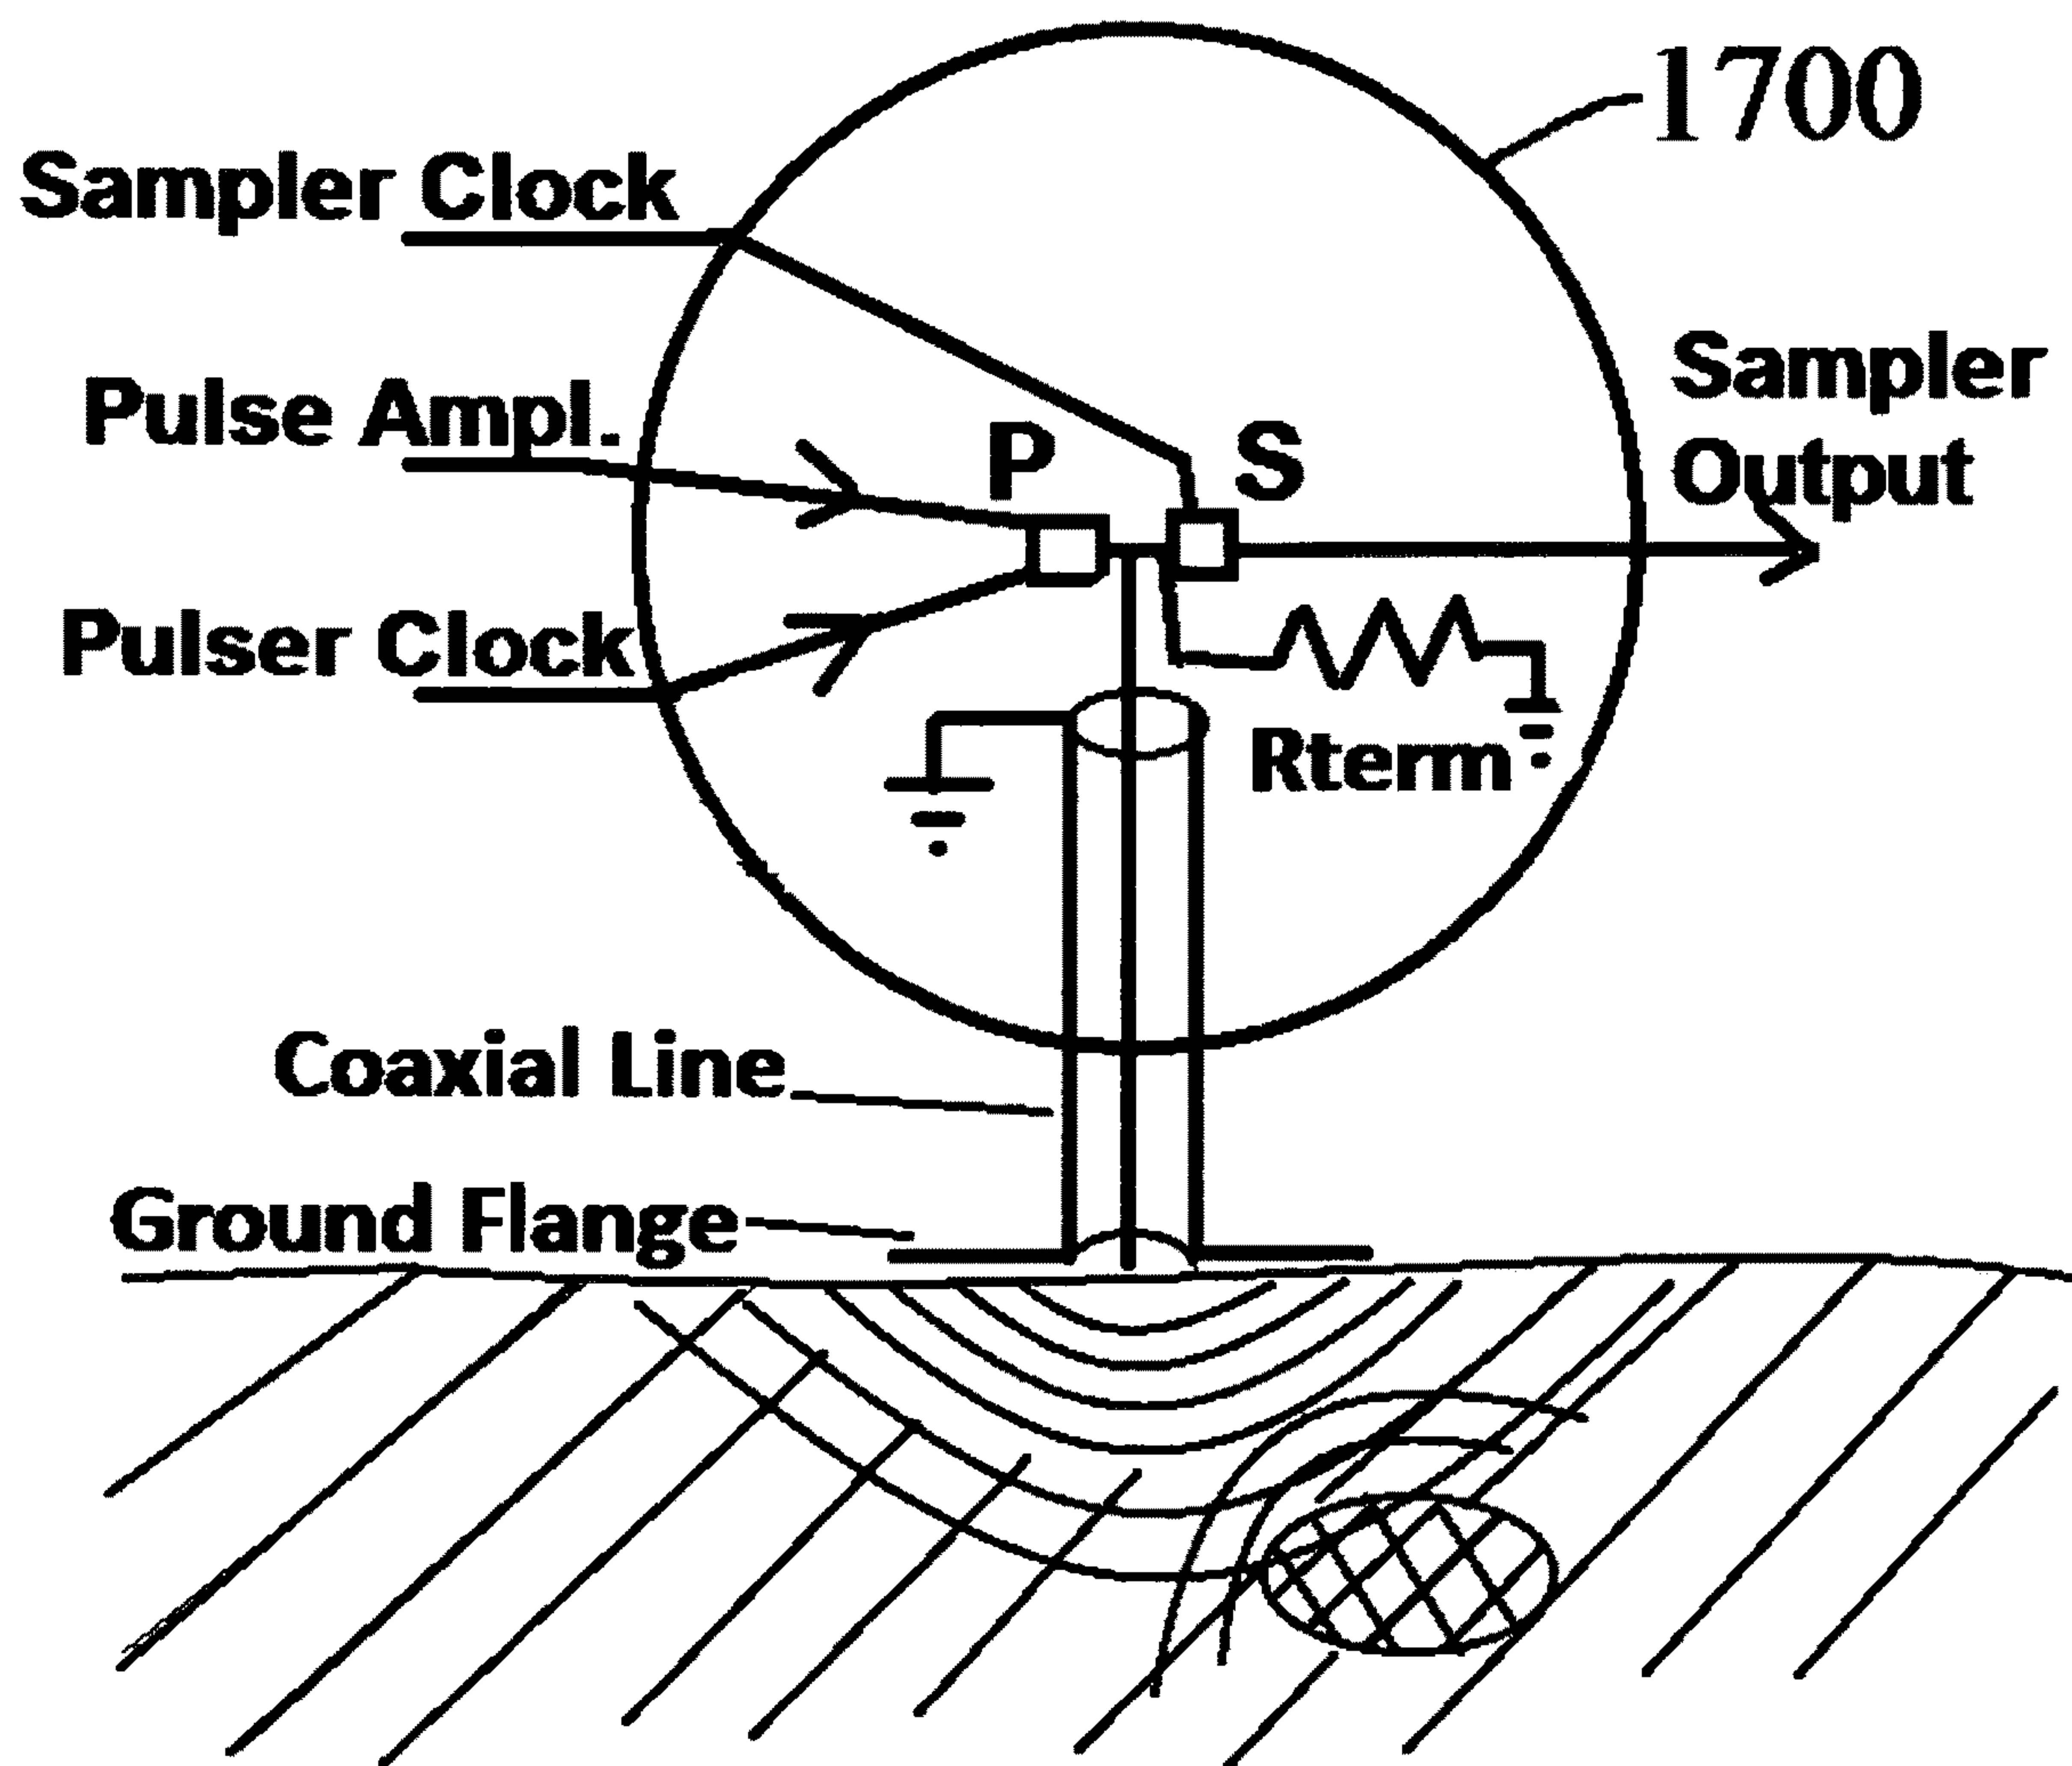 1700
Sampler Clock
Sampler
Output
Pulse Ampl.
P
S
Pulser Clock
Rterm
Coaxial Line
Ground Flange